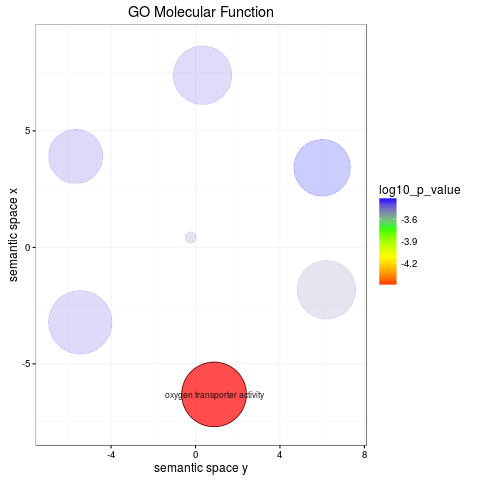 GO Molecular Function
semantic space x
5
0
-5
oxygen transporter activity
-4
0
4
8
semantic space y
log10_p_value
-3.6
-3.9
-4.2